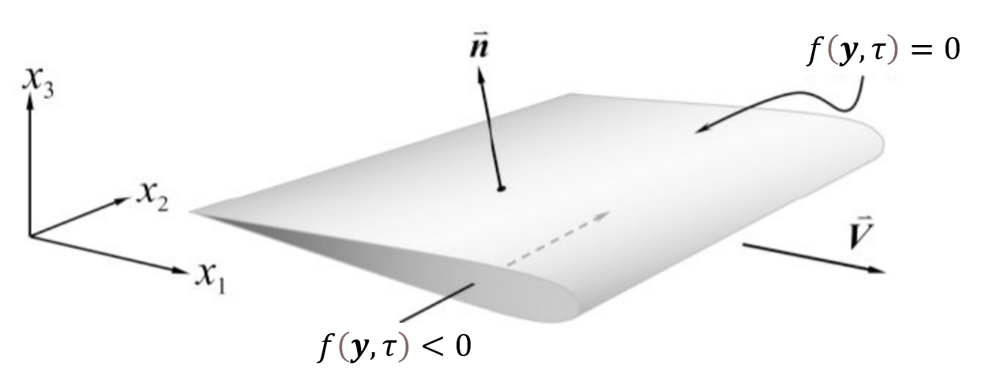 f(y, τ) = 0
n⃗
x₃
x₂
V⃗
x₁
f(y, τ) < 0